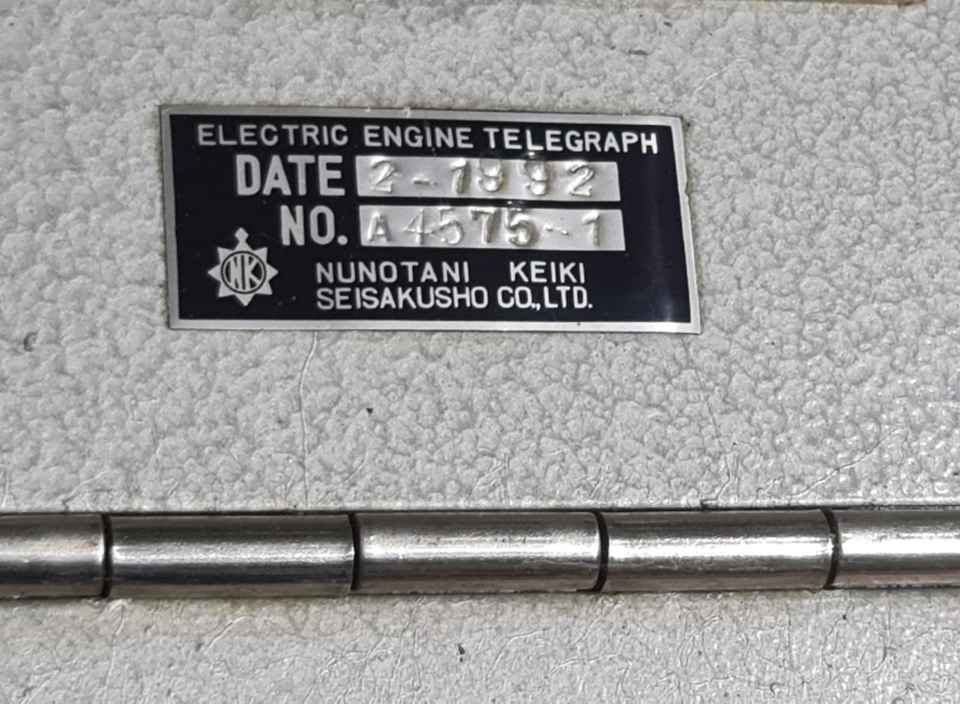 ELECTRIC ENGINE TELEGRAPH
DATE 2-1992
NO. A4575-1
NK
NUNOTANI KEIKI
SEISAKUSHO CO.,LTD.